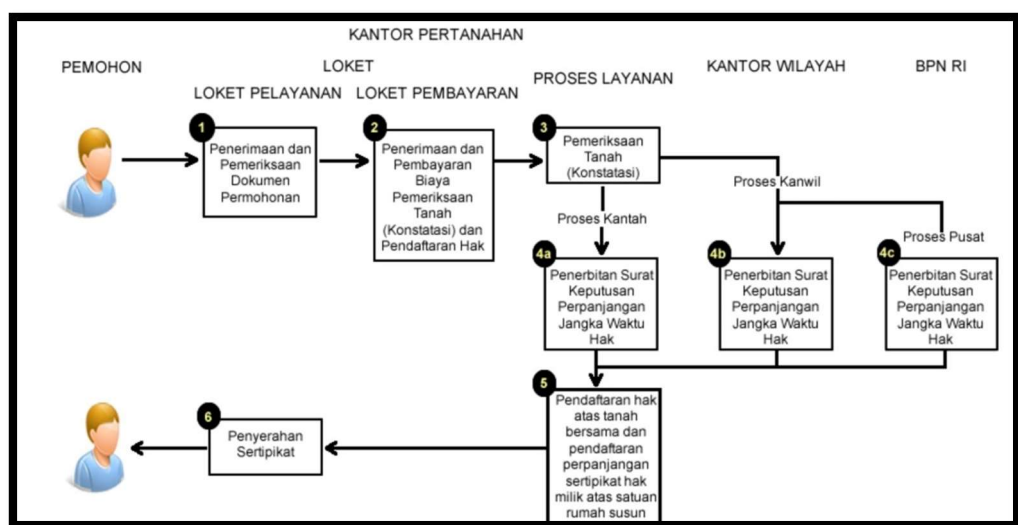 KANTOR PERTANAHAN
PEMOHON
LOKET
KANTOR WILAYAH
BPN RI
PROSES LAYANAN
LOKET PELAYANAN
LOKET PEMBAYARAN
1
Penerimaan dan
Pemeriksaan
Dokumen
Permohonan
2
Penerimaan dan
Pembayaran
Biaya
Pemeriksaan
Tanah
(Konstatasi) dan
Pendaftaran Hak
3
Pemeriksaan
Tanah
(Konstatasi)
Proses Kanwil
Proses Kantah
Proses Pusat
4a
Penerbitan Surat
Keputusan
Perpanjangan
Jangka Waktu
Hak
4b
Penerbitan Surat
Keputusan
Perpanjangan
Jangka Waktu
Hak
4c
Penerbitan Surat
Keputusan
Perpanjangan
Jangka Waktu
Hak
5
Pendaftaran hak
atas tanah
bersama dan
pendaftaran
perpanjangan
sertipikat hak
milik atas satuan
rumah susun
6
Penyerahan
Sertipikat